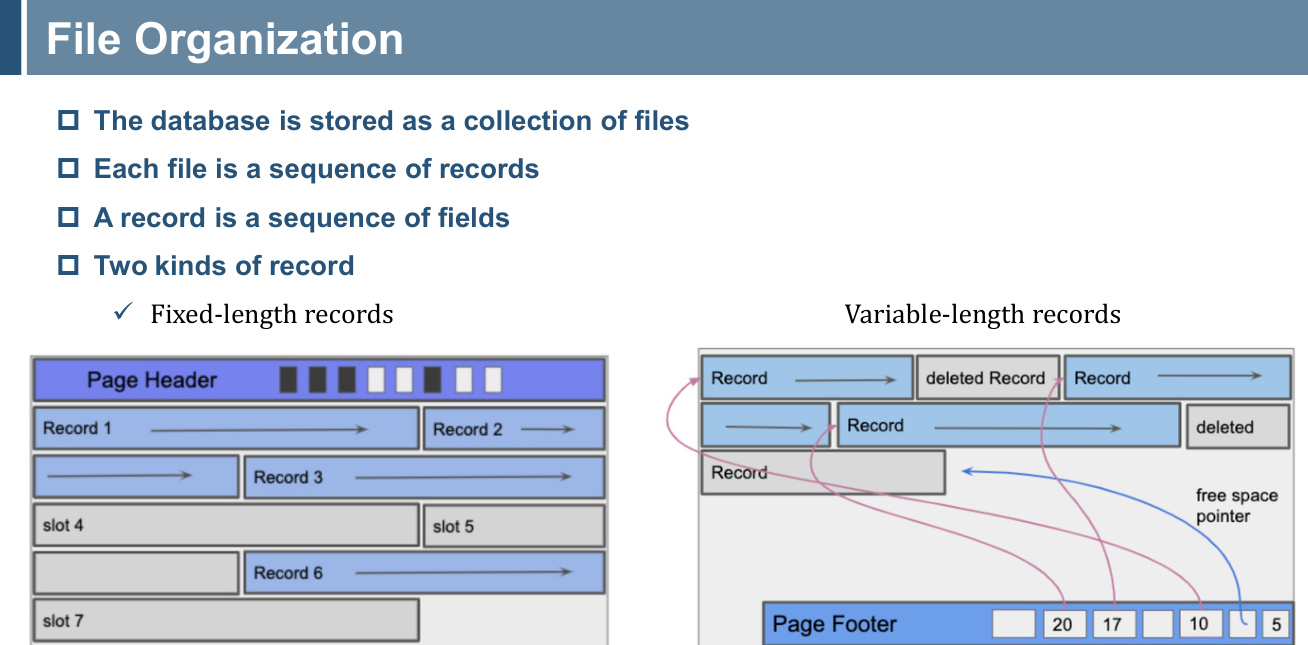 File Organization
The database is stored as a collection of files
Each file is a sequence of records
A record is a sequence of fields
Two kinds of record
Fixed-length records
Variable-length records
Page Header
Record 1
Record 2
Record 3
slot 4
slot 5
Record 6
slot 7
Record
deleted Record
Record
Record
deleted
Record
free space
pointer
Page Footer
20
17
10
5